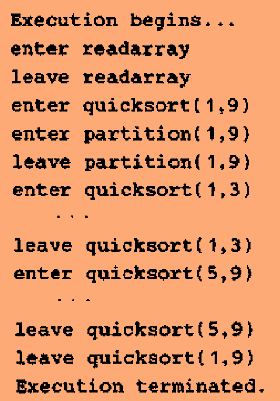 Execution begins...
enter readarray
leave readarray
enter quicksort(1,9)
enter partition(1,9)
leave partition(1,9)
enter quicksort(1,3)
...
leave quicksort(1,3)
enter quicksort(5,9)
...
leave quicksort(5,9)
leave quicksort(1,9)
Execution terminated.